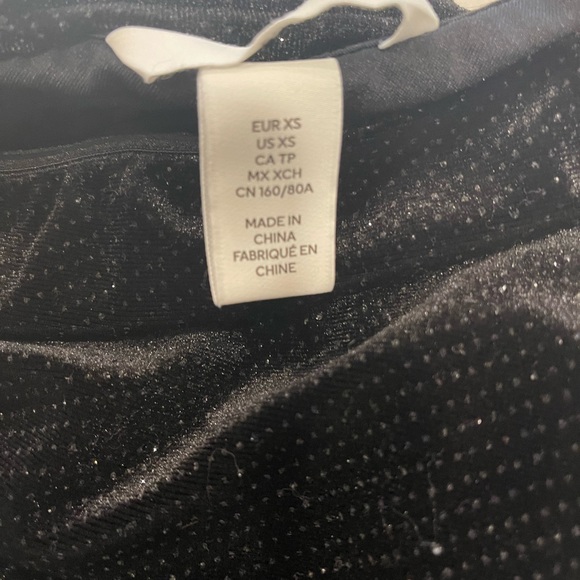 EUR XS
US XS
CA TP
MX XCH
CN 160/80A
MADE IN
CHINA
FABRIQUÉ EN
CHINE